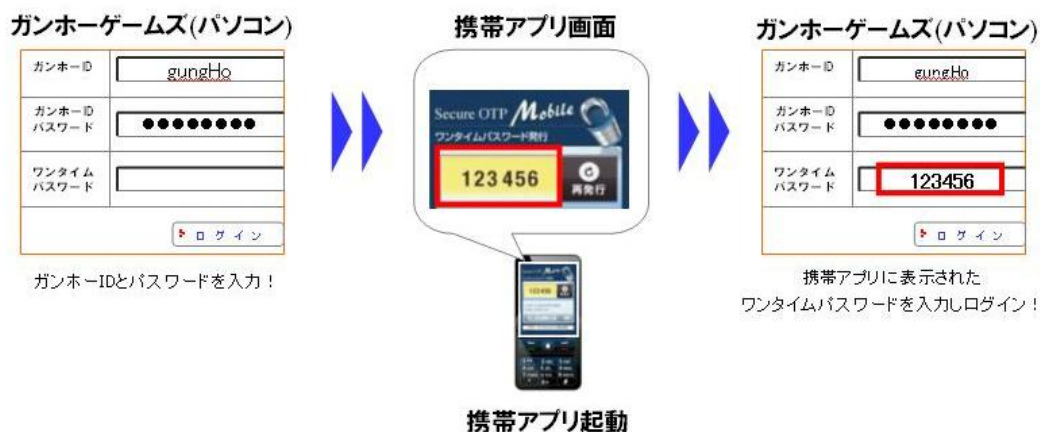 ガンホーゲームズ(パソコン)
ガンホーID
gungHo
ガンホーID
パスワード
●●●●●●●●
ワンタイム
パスワード
ログイン
ガンホーIDとパスワードを入力!
携帯アプリ画面
Secure OTP Mobile
ワンタイムパスワード発行
123 456
再発行
携帯アプリ起動
ガンホーゲームズ(パソコン)
ガンホーID
gungHo
ガンホーID
パスワード
●●●●●●●●
ワンタイム
パスワード
123456
ログイン
携帯アプリに表示された
ワンタイムパスワードを入力しログイン!